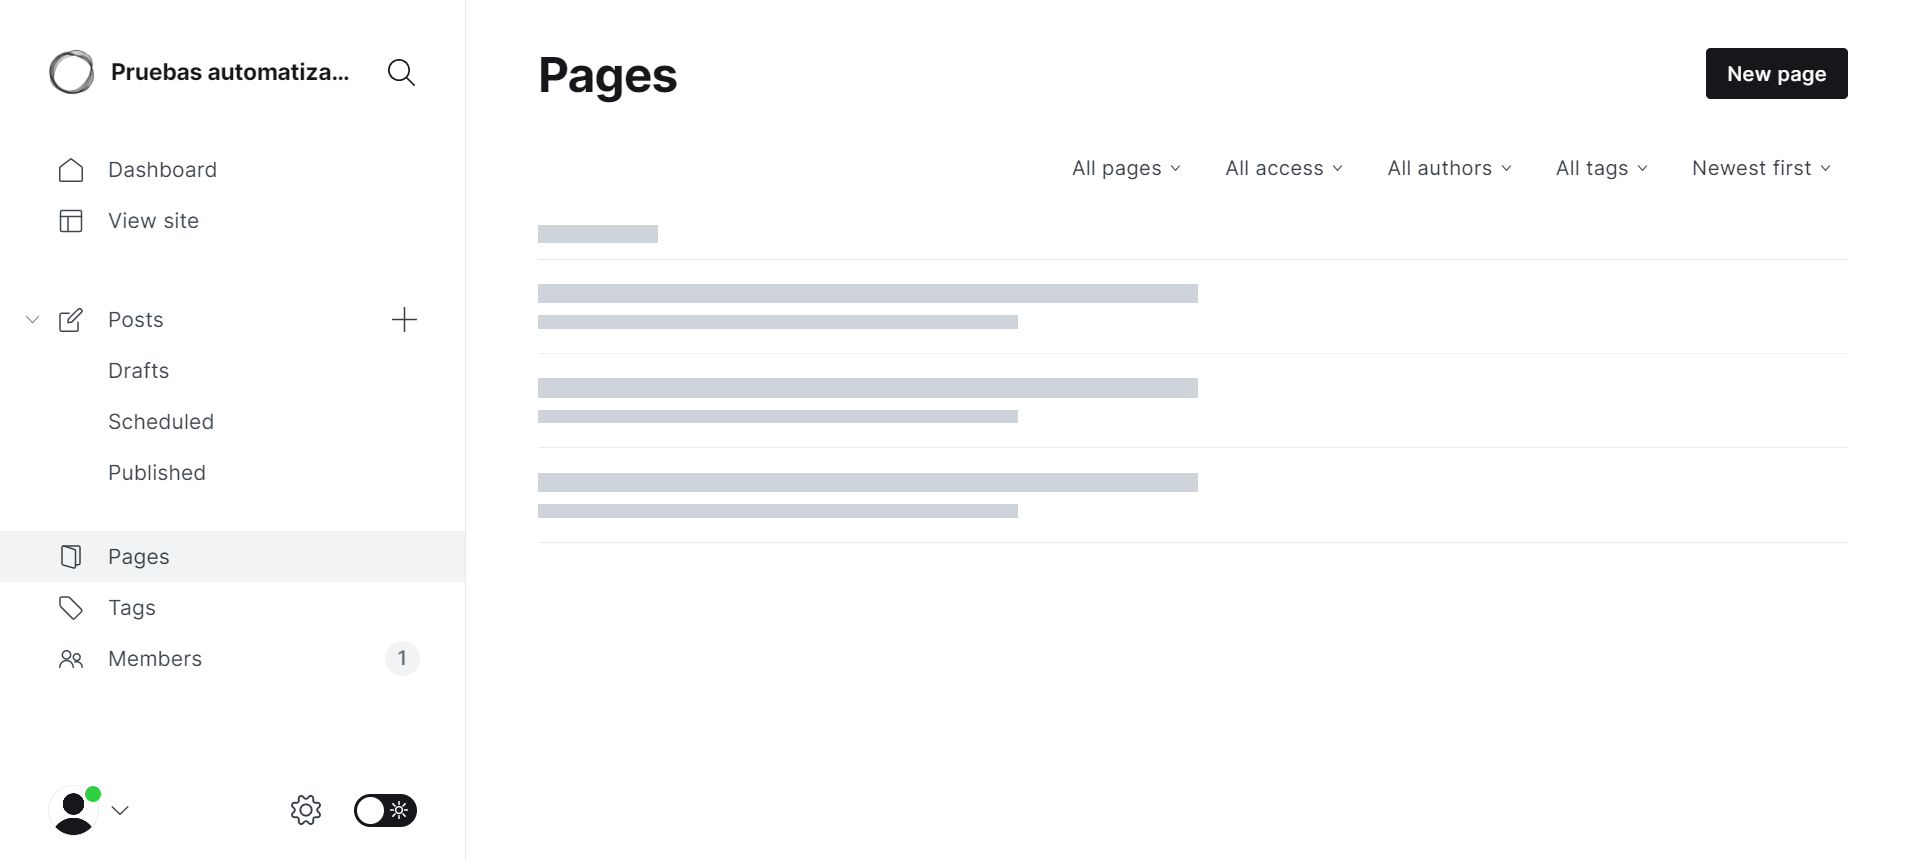 Pruebas automatiza...
Dashboard
View site
Posts
Drafts
Scheduled
Published
Pages
Tags
Members
1
Pages
New page
All pages
All access
All authors
All tags
Newest first